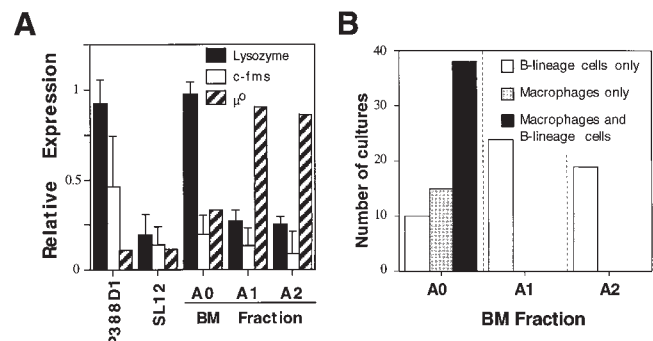 A
Relative Expression
1
0.5
0
Lysozyme
c-fms
μo
P388D1
SL12
A0 A1 A2
BM Fraction
B
Number of cultures
40
30
20
10
0
B-lineage cells only
Macrophages only
Macrophages and
B-lineage cells
A0 A1 A2
BM Fraction